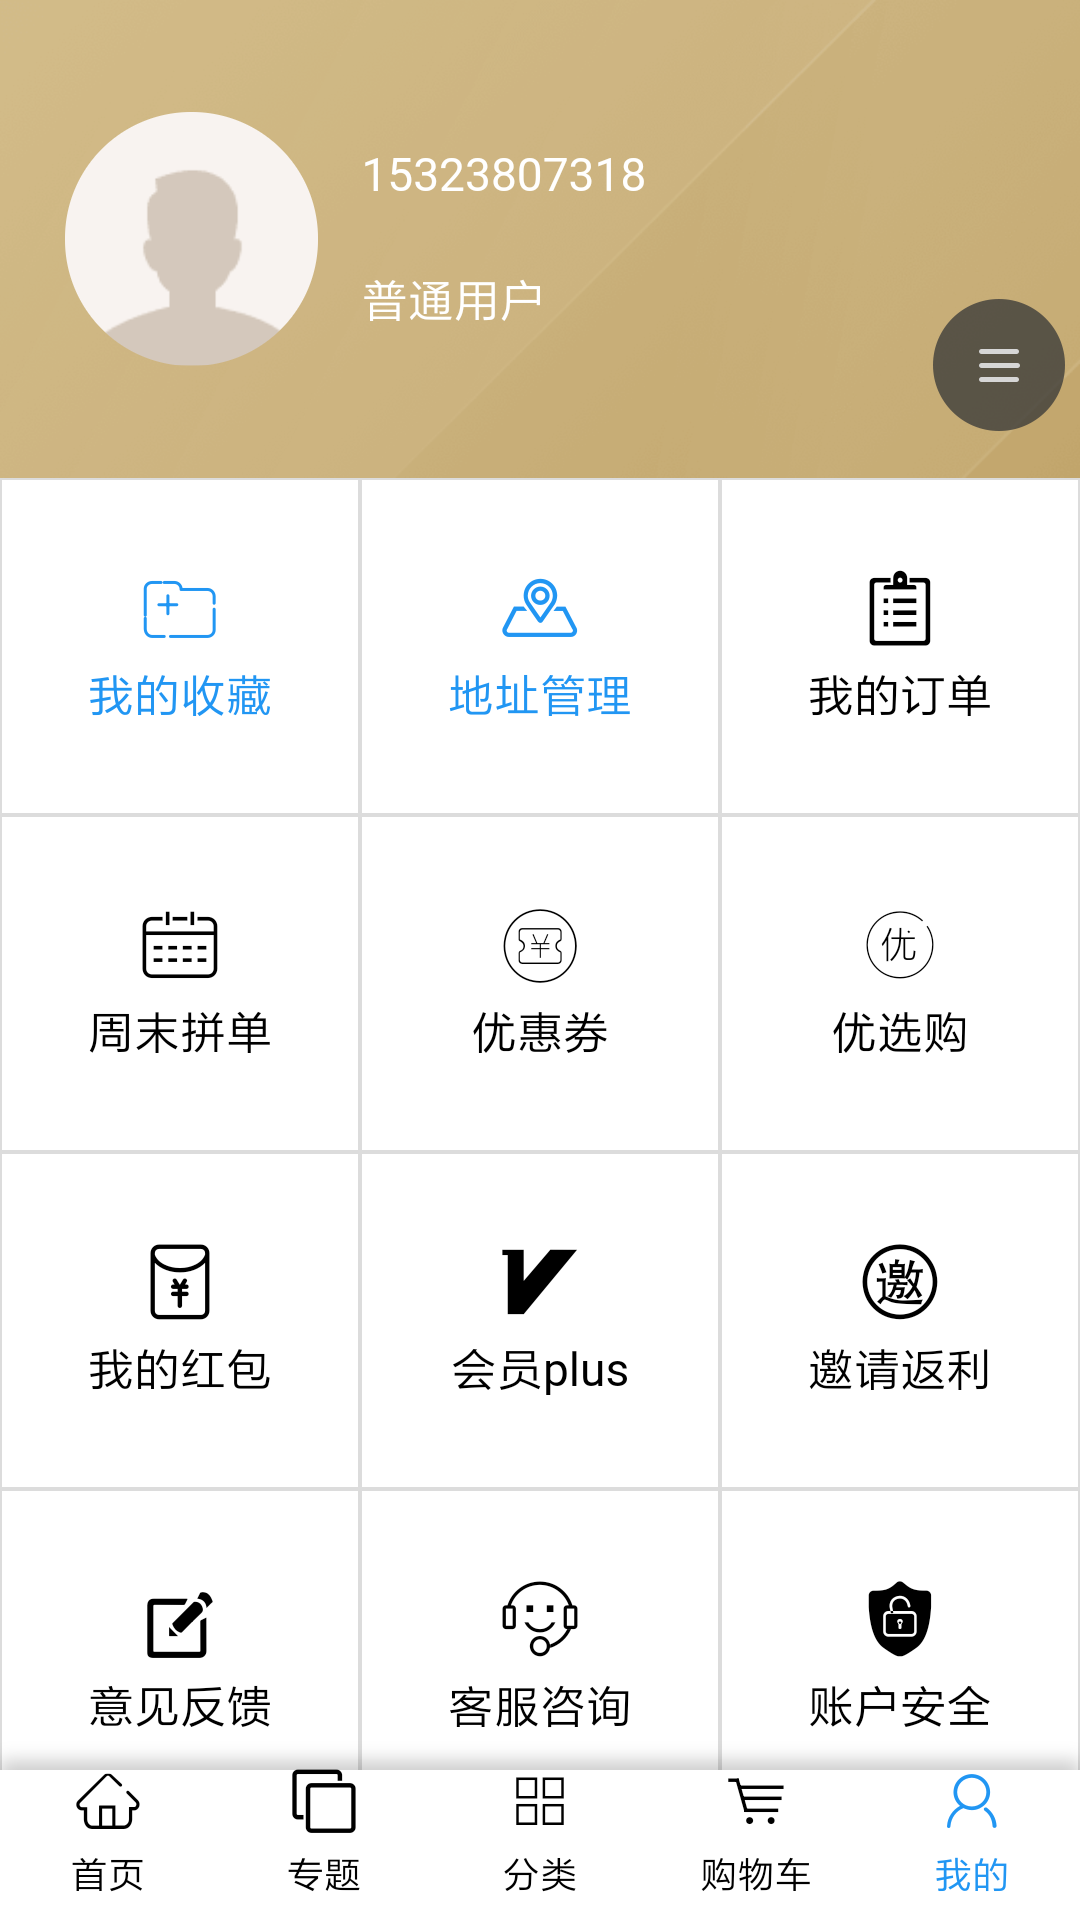 15323807318
普通用户
我的收藏
地址管理
我的订单
周末拼单
优惠券
优
优选购
我的红包
会员plus
邀
邀请返利
意见反馈
客服咨询
账户安全
首页
专题
分类
购物车
我的